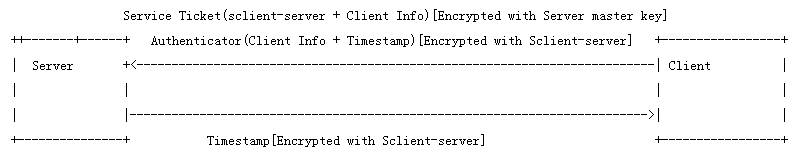 Service Ticket(sclient-server + Client Info)[Encrypted with Server master key]
Authenticator(Client Info + Timestamp)[Encrypted with Sclient-server]
Server
Client
Timestamp[Encrypted with Sclient-server]